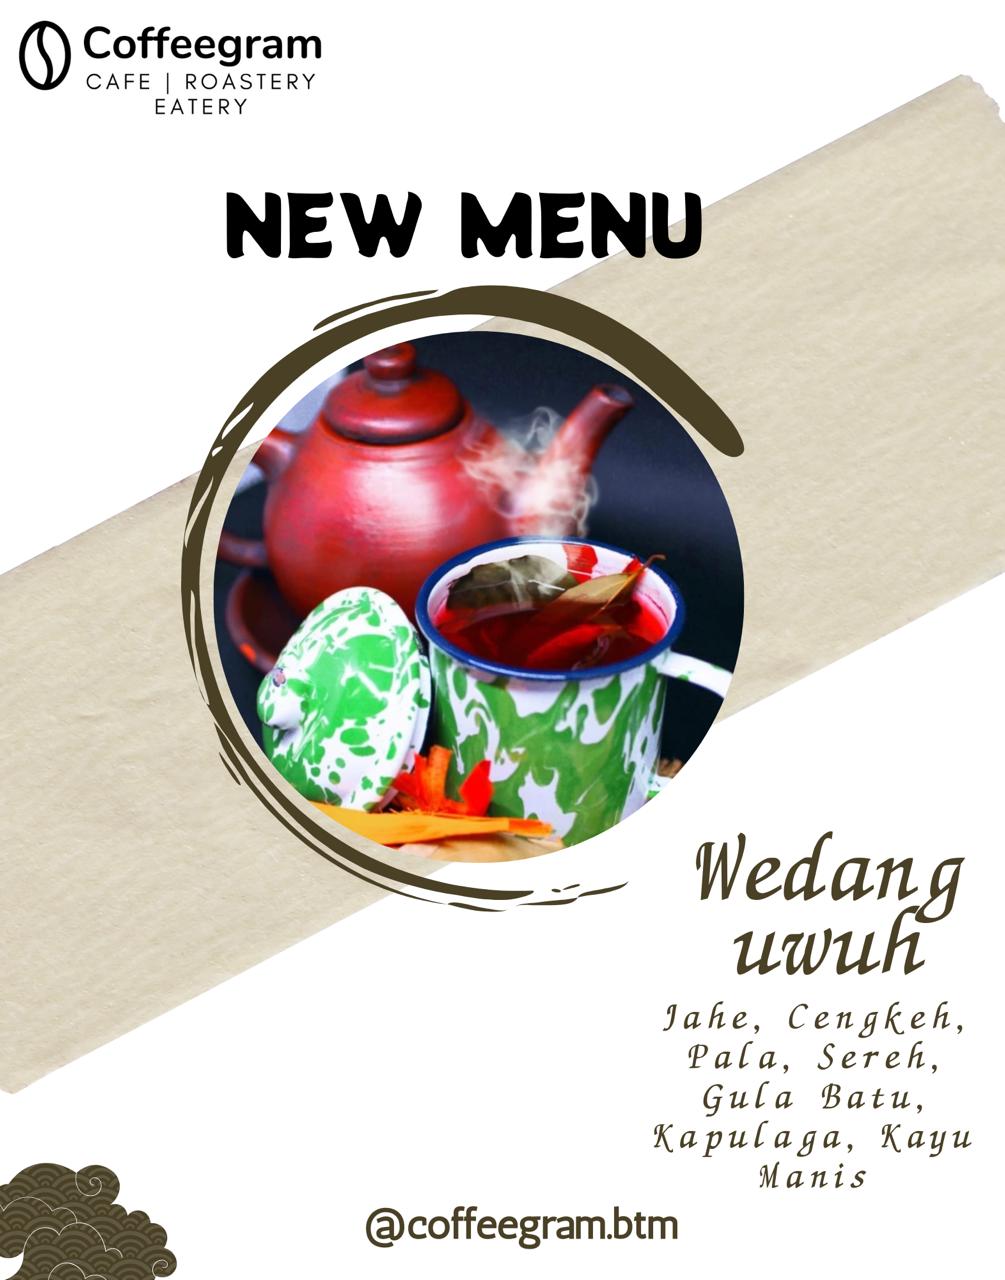 Coffeegram
CAFE | ROASTERY
EATERY
NEW MENU
Wedang
uwuh
Jahe, Cengkeh,
Pala, Sereh,
Gula Batu,
Kapulaga, Kayu
Manis
@coffeegram.btm